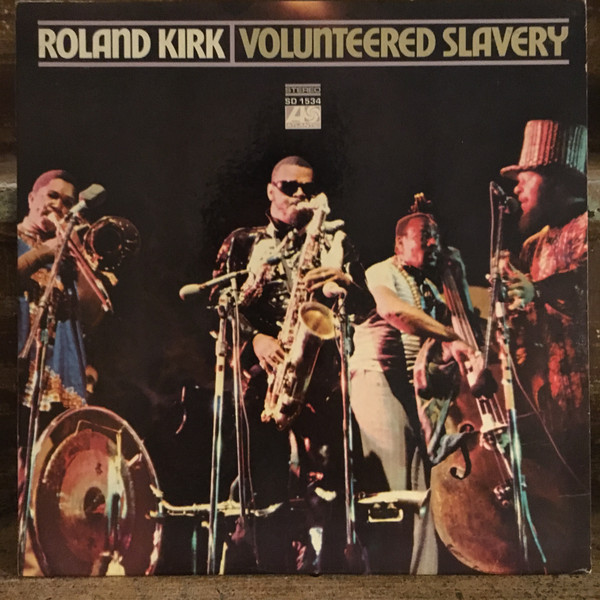 ROLAND KIRK VOLUNTEERED SLAVERY
STEREO
SD 1534